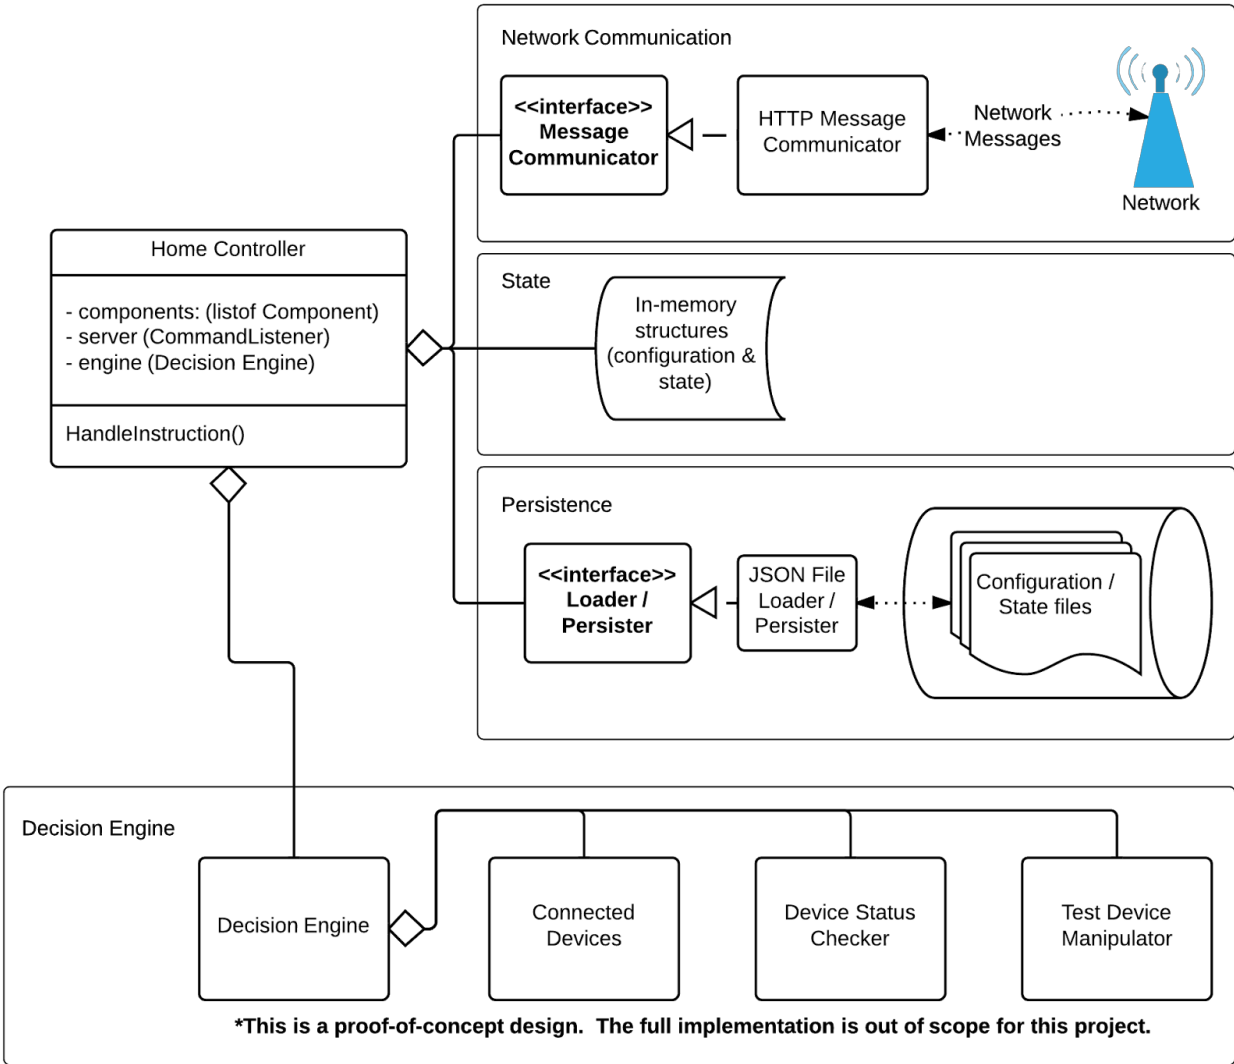 Network Communication
<<interface>>
Message
Communicator
HTTP Message
Communicator
Network
Messages
Network
Home Controller
- components: (listof Component)
- server (CommandListener)
- engine (Decision Engine)
HandleInstruction()
State
In-memory
structures
(configuration &
state)
Persistence
<<interface>>
Loader /
Persister
JSON File
Loader /
Persister
Configuration /
State files
Decision Engine
Decision Engine
Connected
Devices
Device Status
Checker
Test Device
Manipulator
*This is a proof-of-concept design.  The full implementation is out of scope for this project.